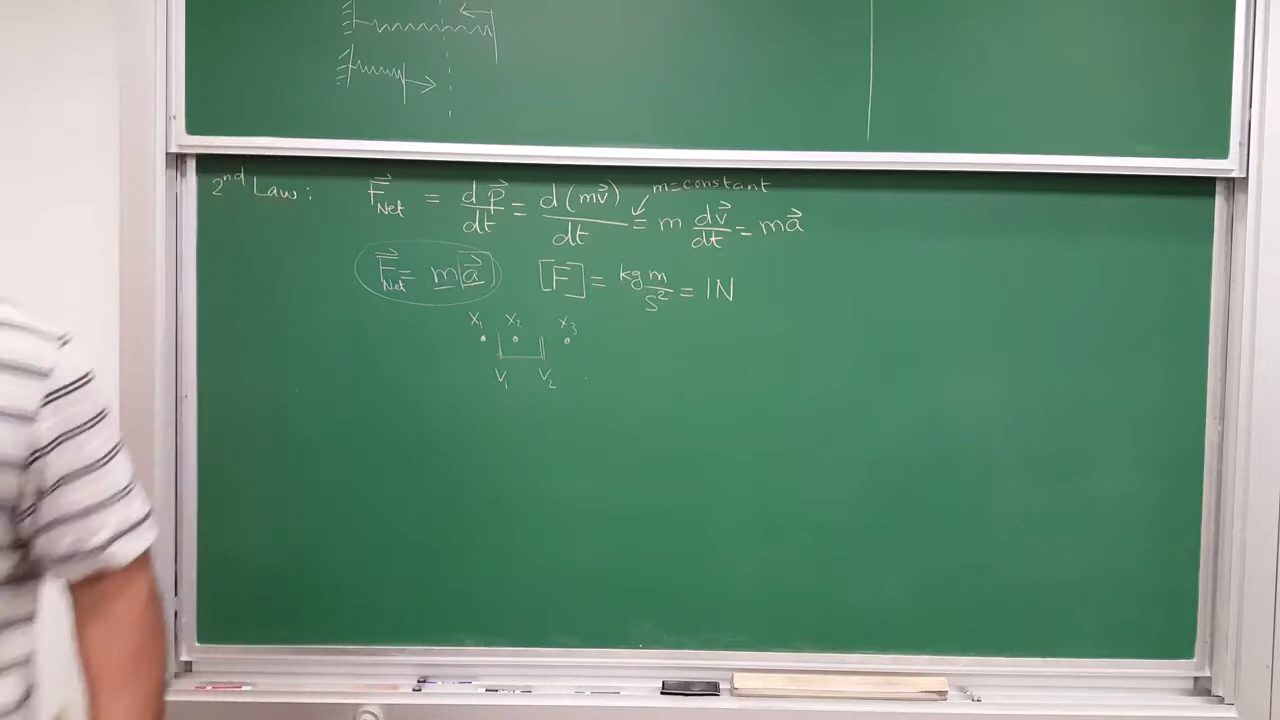 2nd Law: F⃗Net = dp⃗/dt = d(mv⃗)/dt = m dv⃗/dt = ma⃗
m=constant
F⃗Net = ma⃗ [F] = kg m/s² = 1N
x₁ x₂ x₃
v₁ v₂